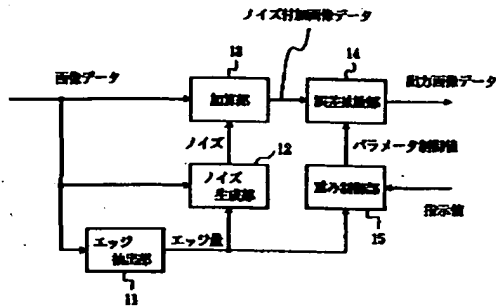 ノイズ付加画像データ
13
14
画像データ
加算部
誤差拡散部
出力画像データ
ノイズ
12
パラメータ制御値
ノイズ
生成部
重み制御部
指示値
15
エッジ
抽出部
エッジ量
11